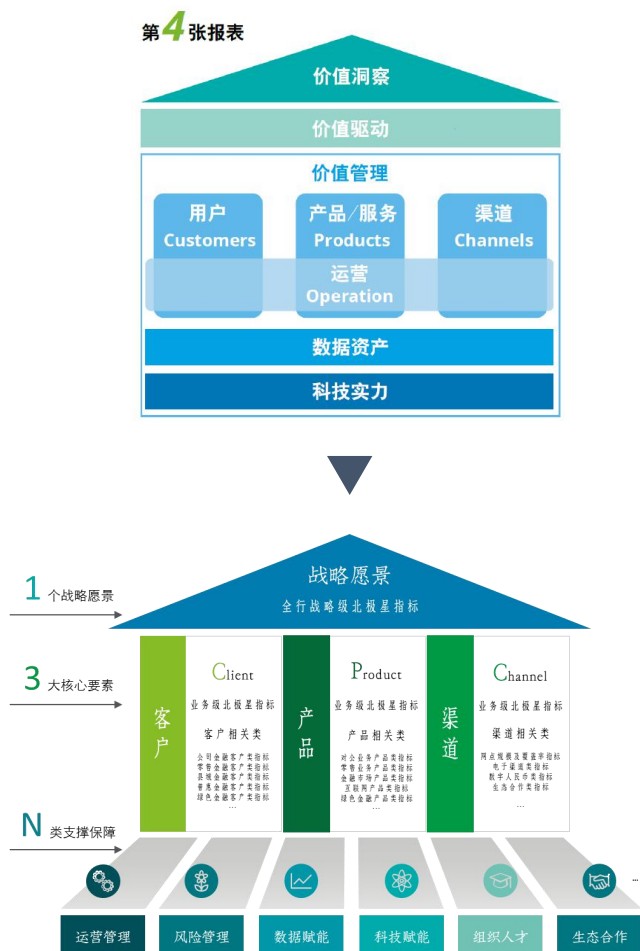 第4张报表
价值洞察
价值驱动
价值管理
用户
Customers
产品/服务
Products
渠道
Channels
运营
Operation
数据资产
科技实力
战略愿景
全行战略级北极星指标
1个战略愿景
3大核心要素
N类支撑保障
客户
Client
业务级北极星指标
客户相关类
公司金融客户类指标
零售金融客户类指标
县域金融客户类指标
普惠金融客户类指标
绿色金融客户类指标
...
产品
Product
业务级北极星指标
产品相关类
对公业务产品类指标
零售业务产品类指标
金融市场产品类指标
互联网产品类指标
绿色金融产品类指标
...
渠道
Channel
业务级北极星指标
渠道相关类
网点规模及覆盖率指标
电子渠道类指标
数字人民币类指标
生态合作类指标
...
运营管理
风险管理
数据赋能
科技赋能
组织人才
生态合作
...